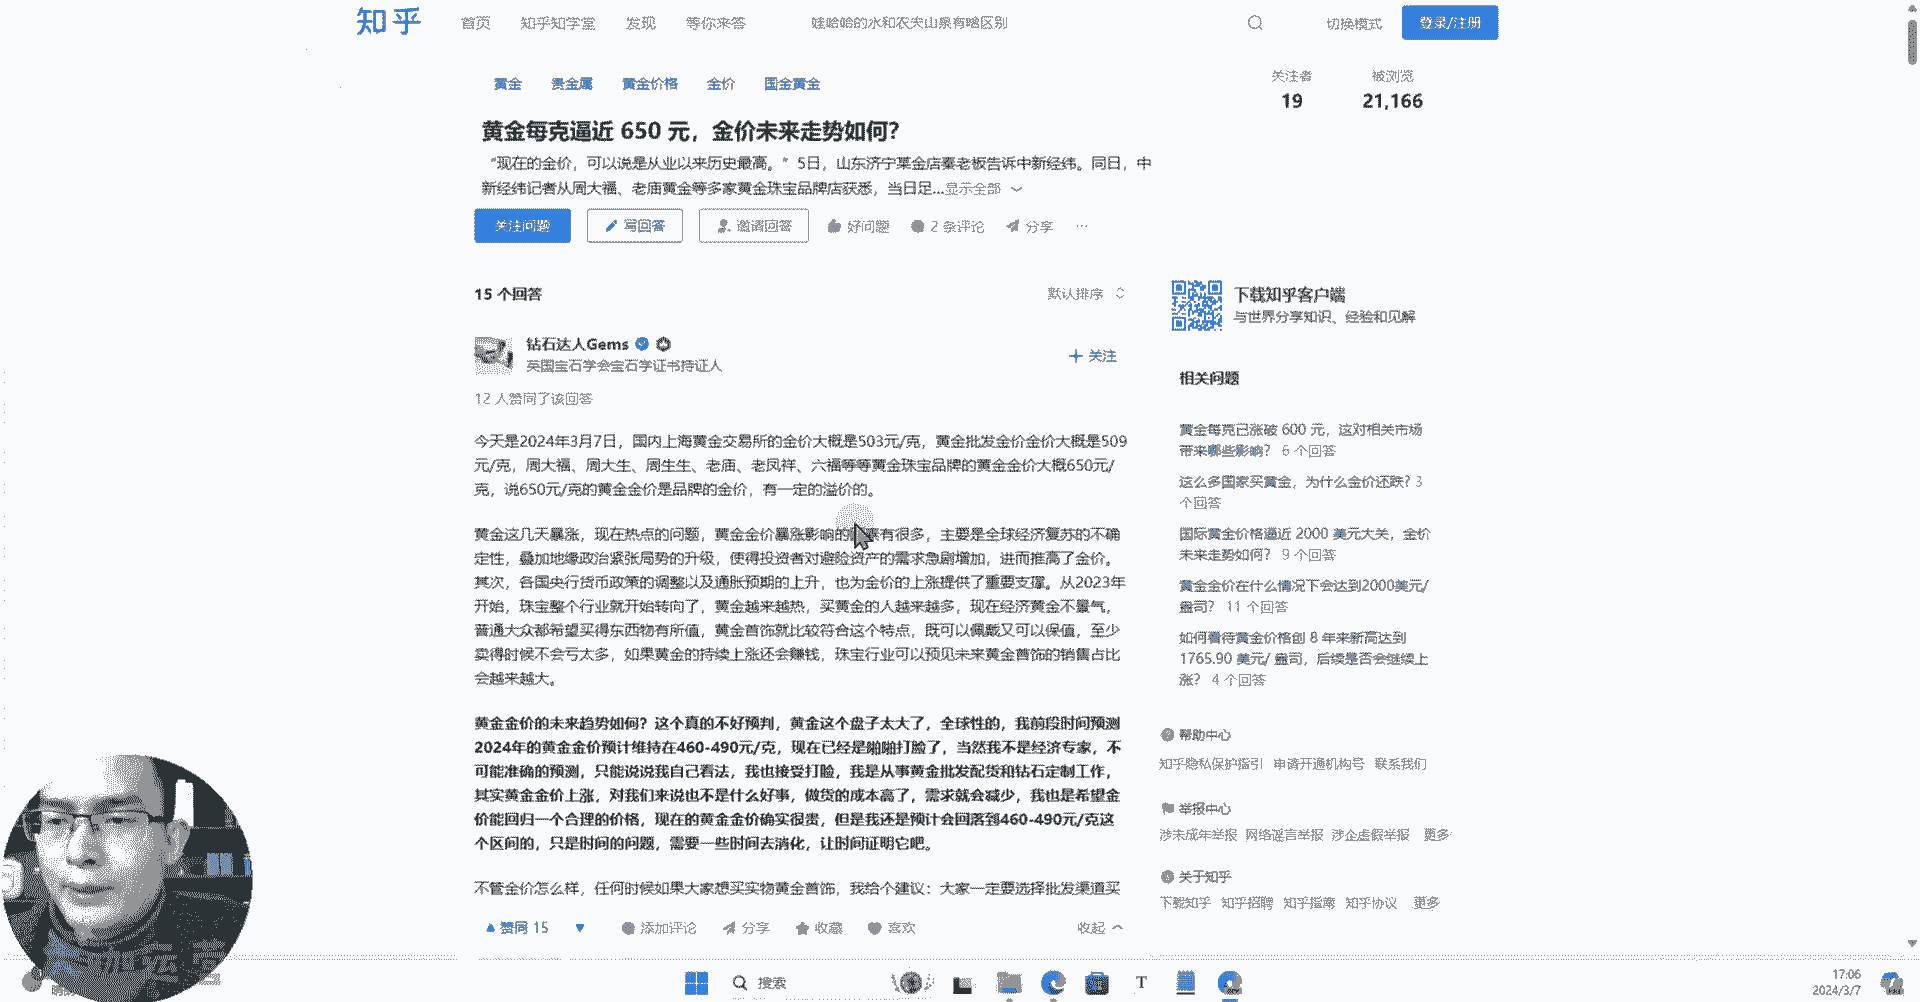 知乎 首页 知乎知学堂 发现 等你来答 娃哈哈的水和农夫山泉有啥区别 切换模式 登录/注册
黄金 贵金属 黄金价格 金价 国金黄金
关注者 被浏览
19 21,166
黄金每克逼近 650 元，金价未来走势如何？
“现在的金价，可以说是从业以来历史最高。”5日，山东济宁某金店秦老板告诉中新经纬。同日，中
新经纬记者从周大福、老庙黄金等多家黄金珠宝品牌店获悉，当日足...显示全部
关注问题 写回答 邀请回答 好问题 2 条评论 分享 ···
15 个回答 默认排序
钻石达人Gems
英国宝石学会宝石学证书持证人
+ 关注
12 人赞同了该回答
今天是2024年3月7日，国内上海黄金交易所的金价大概是503元/克，黄金批发金价金价大概是509
元/克，周大福、周大生、周生生、老庙、老凤祥、六福等等黄金珠宝品牌的黄金金价大概650元/
克，说650元/克的黄金金价是品牌的金价，有一定的溢价的。
黄金这几天暴涨，现在热点的问题，黄金金价暴涨影响的 素有很多，主要是全球经济复苏的不确
定性，叠加地缘政治紧张局势的升级，使得投资者对避险资产的需求急剧增加，进而推高了金价。
其次，各国央行货币政策的调整以及通胀预期的上升，也为金价的上涨提供了重要支撑。从2023年
开始，珠宝整个行业就开始转向了，黄金越来越热，买黄金的人越来越多，现在经济黄金不景气，
普通大众都希望买得东西物有所值，黄金首饰就比较符合这个特点，既可以佩戴又可以保值，至少
卖得时候不会亏太多，如果黄金的持续上涨还会赚钱，珠宝行业可以预见未来黄金首饰的销售占比
会越来越大。
黄金金价的未来趋势如何？这个真的不好预判，黄金这个盘子太大了，全球性的，我前段时间预测
2024年的黄金金价预计维持在460-490元/克，现在已经是啪啪打脸了，当然我不是经济专家，不
可能准确的预测，只能说说我自己看法，我也接受打脸，我是从事黄金批发配货和钻石定制工作，
其实黄金金价上涨，对我们来说也不是什么好事，做货的成本高了，需求就会减少，我也是希望金
价能回归一个合理的价格，现在的黄金金价确实很贵，但是我还是预计会回落到460-490元/克这
个区间的，只是时间的问题，需要一些时间去消化，让时间证明它吧。
不管金价怎么样，任何时候如果大家想买实物黄金首饰，我给个建议：大家一定要选择批发渠道买
赞同 15 添加评论 分享 收藏 喜欢 收起
下载知乎客户端
与世界分享知识、经验和见解
相关问题
黄金每克已涨破 600 元，这对相关市场
带来哪些影响？ 6 个回答
这么多国家买黄金，为什么金价还跌? 3
个回答
国际黄金价格逼近 2000 美元大关，金价
未来走势如何？ 9 个回答
黄金金价在什么情况下会达到2000美元/
盎司？ 11 个回答
如何看待黄金价格创 8 年来新高达到
1765.90 美元/ 盎司，后续是否会继续上
涨？ 4 个回答
帮助中心
知乎隐私保护指引 申请开通机构号 联系我们
举报中心
涉未成年举报 网络谣言举报 涉企虚假举报 更多
关于知乎
下载知乎 知乎招聘 知乎指南 知乎协议 更多
搜索
17:06
2024/3/7